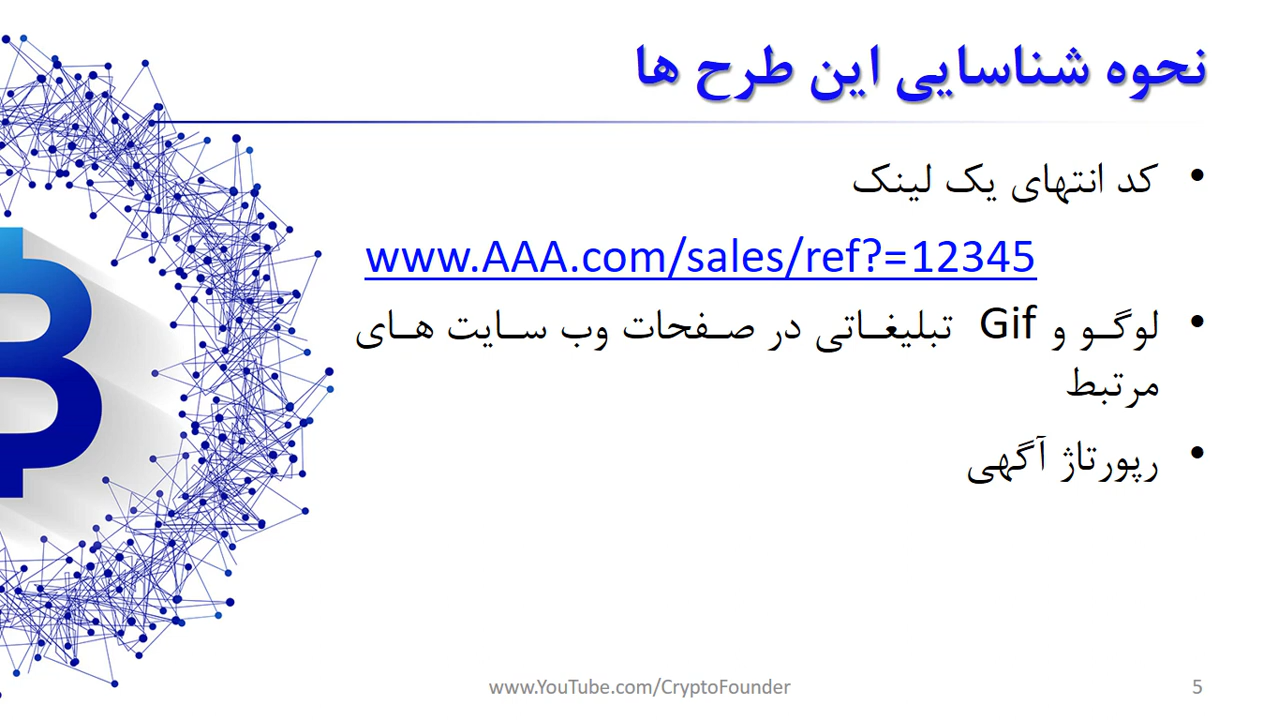 نحوه شناسایی این طرح ها
• کد انتهای یک لینک
www.AAA.com/sales/ref?=12345
• لوگو و Gif تبلیغاتی در صفحات وب سایت های
مرتبط
• رپورتاژ آگهی
www.YouTube.com/CryptoFounder
5